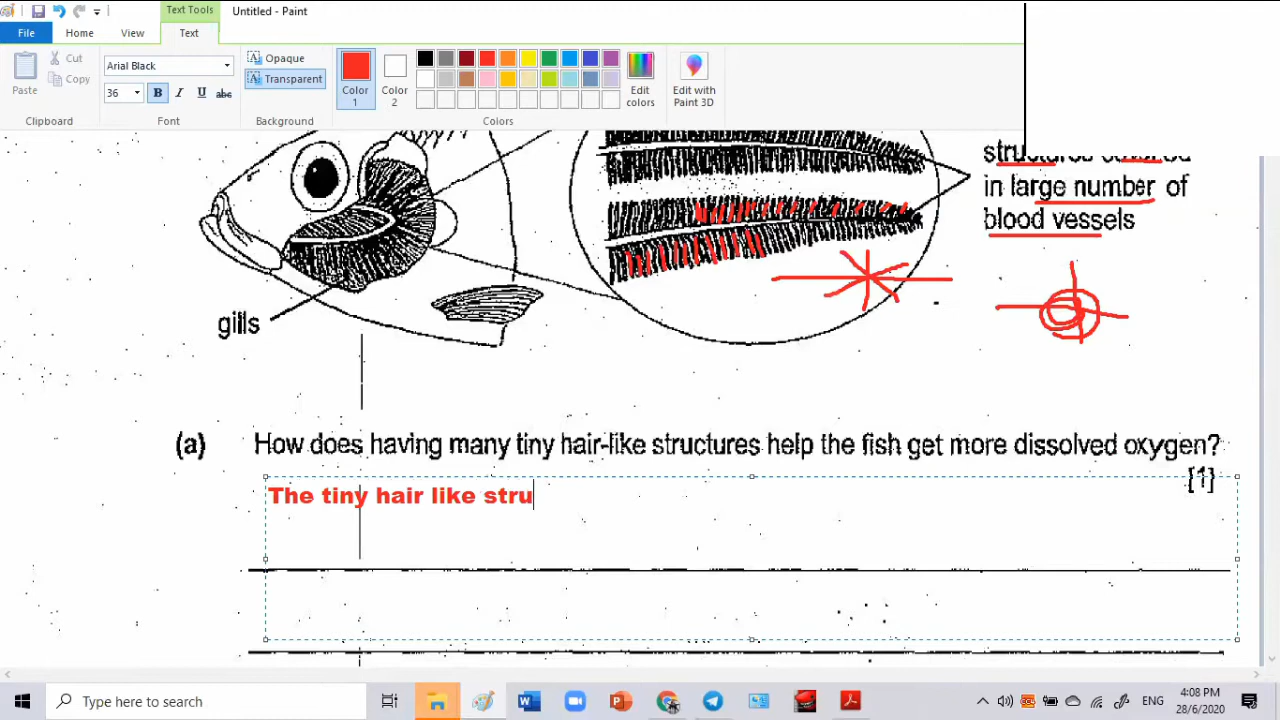 Text Tools
Untitled - Paint
File
Home
View
Text
Paste
Cut
Copy
Arial Black
36
B
I
U
abc
Font
Opaque
Transparent
Background
Color
1
Color
2
Edit
colors
Colors
Edit with
Paint 3D
structures
in large number of
blood vessels
gills
(a) How does having many tiny hair-like structures help the fish get more dissolved oxygen?
[1]
The tiny hair like stru
Type here to search
ENG
4:08 PM
28/6/2020